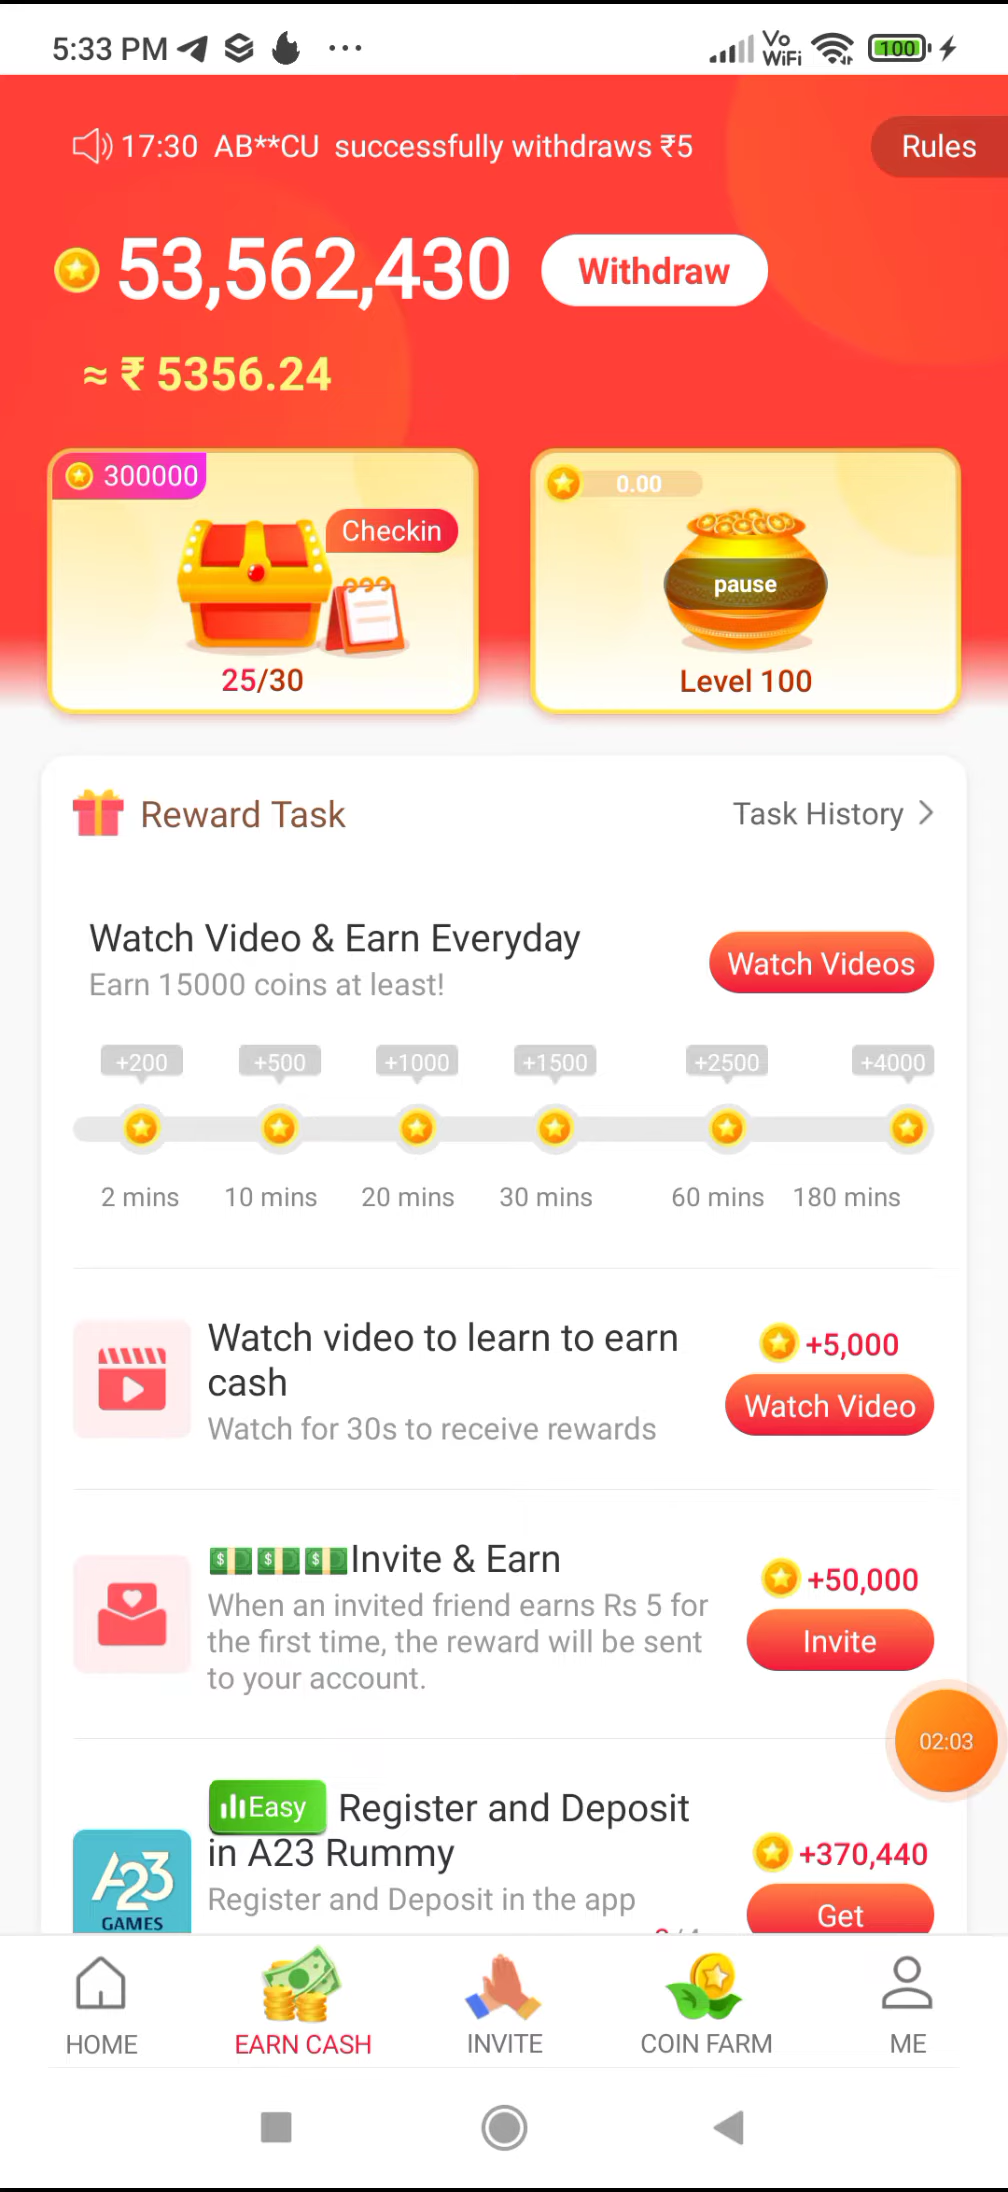 5:33 PM
Vo WiFi
100
17:30 AB**CU successfully withdraws ₹5
Rules
53,562,430
Withdraw
≈ ₹ 5356.24
300000
Checkin
25/30
0.00
pause
Level 100
Reward Task
Task History
Watch Video & Earn Everyday
Earn 15000 coins at least!
Watch Videos
+200 +500 +1000 +1500 +2500 +4000
2 mins 10 mins 20 mins 30 mins 60 mins 180 mins
Watch video to learn to earn
cash
Watch for 30s to receive rewards
+5,000
Watch Video
Invite & Earn
When an invited friend earns Rs 5 for
the first time, the reward will be sent
to your account.
+50,000
Invite
02:03
Easy Register and Deposit
in A23 Rummy
Register and Deposit in the app
A23
GAMES
+370,440
Get
HOME
EARN CASH
INVITE
COIN FARM
ME